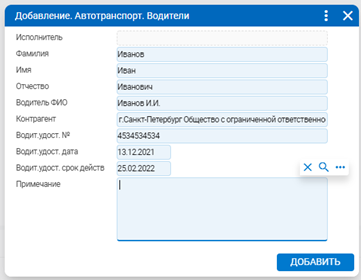 Добавление. Автотранспорт. Водители
Исполнитель
Фамилия Иванов
Имя Иван
Отчество Иванович
Водитель ФИО Иванов И.И.
Контрагент г.Санкт-Петербург Общество с ограниченной ответственно
Водит.удост. № 4534534534
Водит.удост. дата 13.12.2021
Водит.удост. срок действ 25.02.2022
Примечание
ДОБАВИТЬ